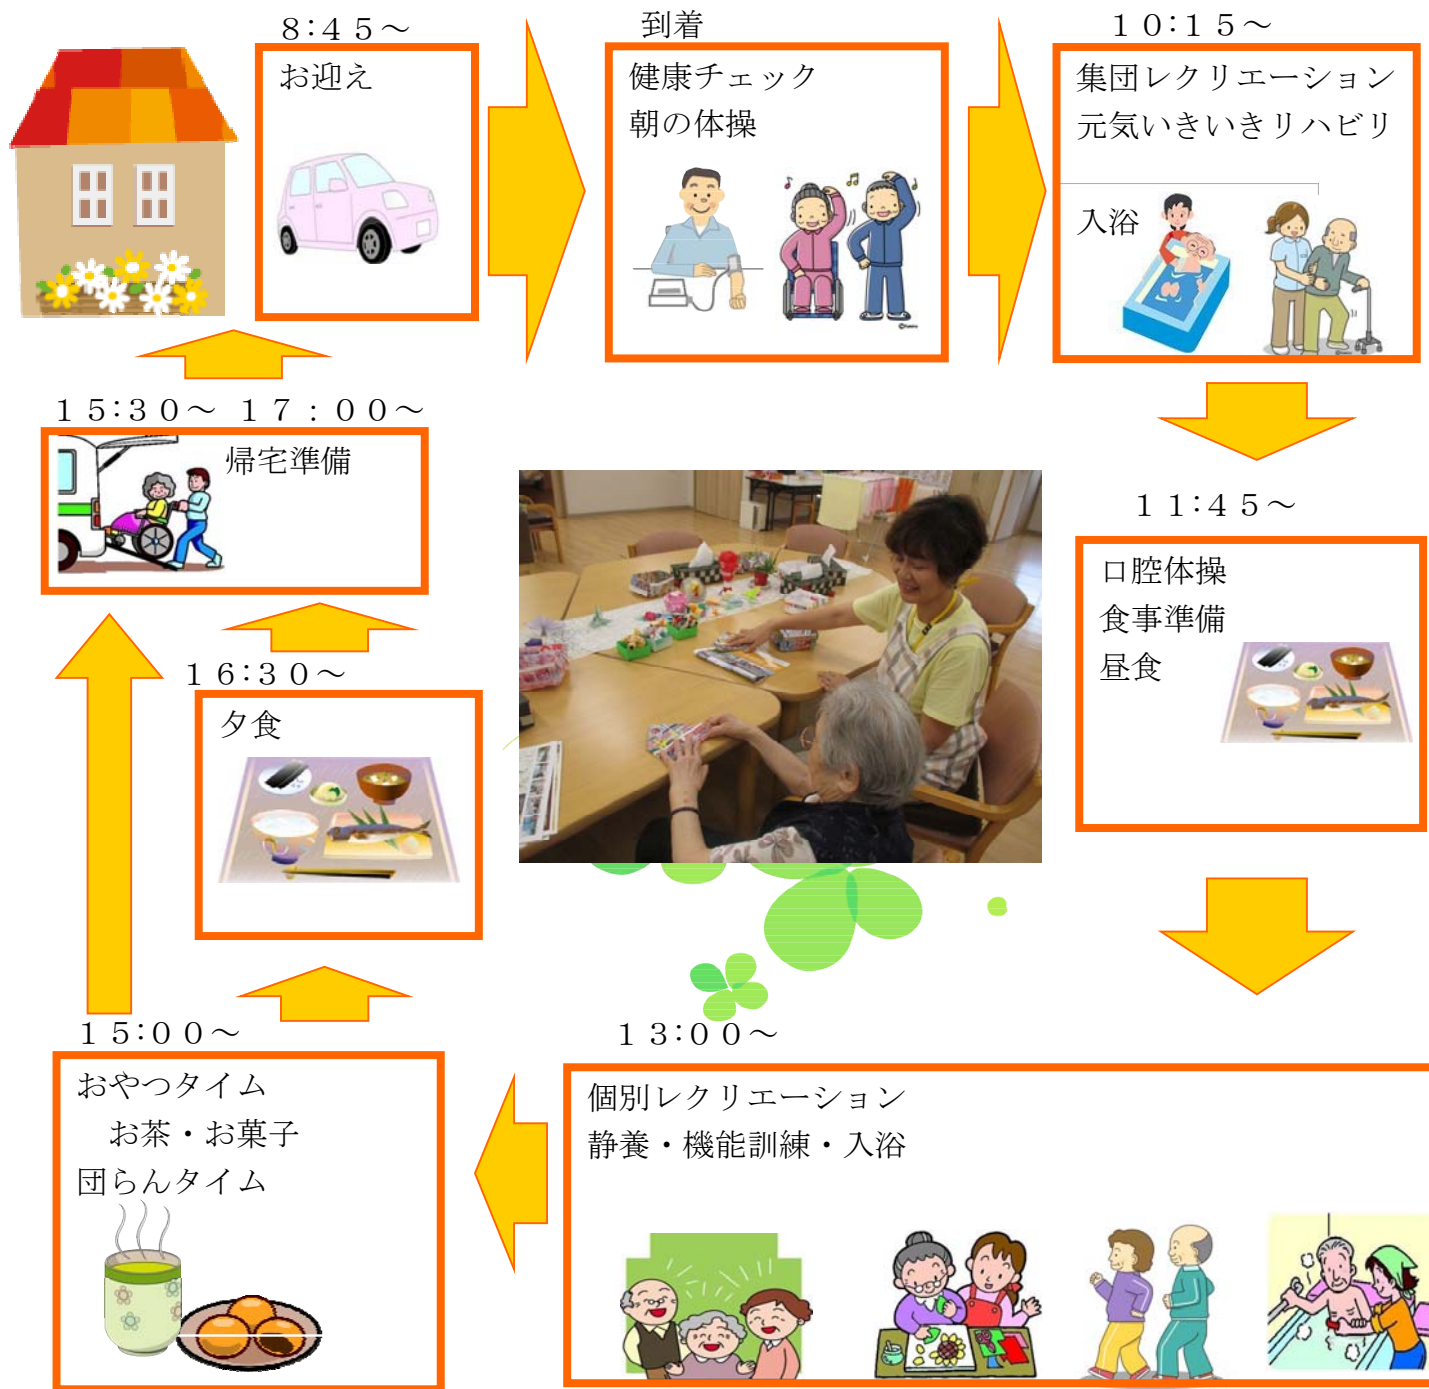 8:45～
お迎え
到着
健康チェック
朝の体操
10:15～
集団レクリエーション
元気いきいきリハビリ
入浴
11:45～
口腔体操
食事準備
昼食
13:00～
個別レクリエーション
静養・機能訓練・入浴
15:00～
おやつタイム
お茶・お菓子
団らんタイム
16:30～
夕食
15:30～ 17：00～
帰宅準備